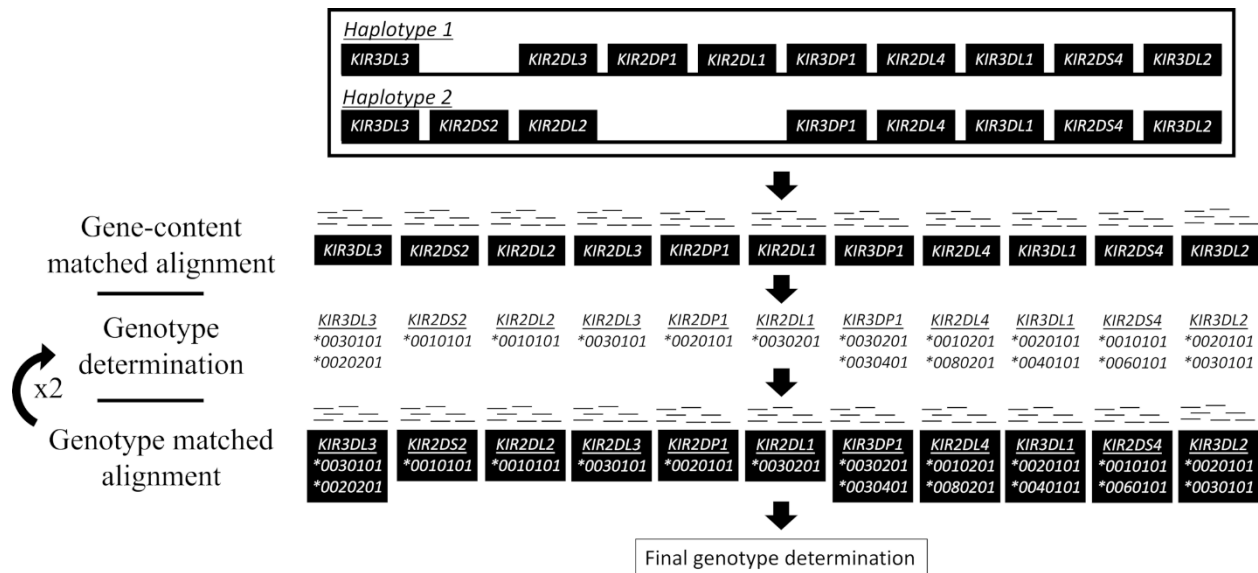 Haplotype 1
KIR3DL3 KIR2DL3 KIR2DP1 KIR2DL1 KIR3DP1 KIR2DL4 KIR3DL1 KIR2DS4 KIR3DL2
Haplotype 2
KIR3DL3 KIR2DS2 KIR2DL2 KIR3DP1 KIR2DL4 KIR3DL1 KIR2DS4 KIR3DL2
Gene-content
matched alignment
KIR3DL3 KIR2DS2 KIR2DL2 KIR2DL3 KIR2DP1 KIR2DL1 KIR3DP1 KIR2DL4 KIR3DL1 KIR2DS4 KIR3DL2
Genotype
determination
KIR3DL3 KIR2DS2 KIR2DL2 KIR2DL3 KIR2DP1 KIR2DL1 KIR3DP1 KIR2DL4 KIR3DL1 KIR2DS4 KIR3DL2
*0030101 *0010101 *0010101 *0030101 *0020101 *0030201 *0030201 *0010201 *0020101 *0010101 *0020101
*0020201 *0030401 *0080201 *0040101 *0060101 *0030101
x2
Genotype matched
alignment
KIR3DL3 KIR2DS2 KIR2DL2 KIR2DL3 KIR2DP1 KIR2DL1 KIR3DP1 KIR2DL4 KIR3DL1 KIR2DS4 KIR3DL2
*0030101 *0010101 *0010101 *0030101 *0020101 *0030201 *0030201 *0010201 *0020101 *0010101 *0020101
*0020201 *0030401 *0080201 *0040101 *0060101 *0030101
Final genotype determination